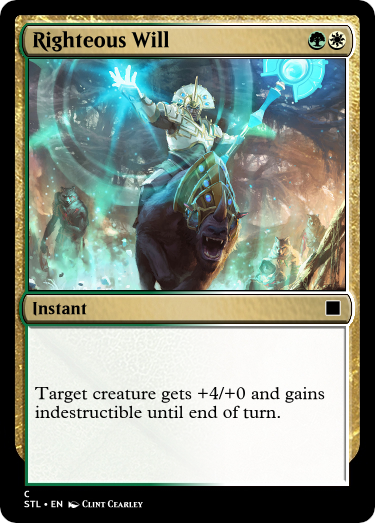 Righteous Will
Instant
Target creature gets +4/+0 and gains
indestructible until end of turn.
C
STL • EN Clint Cearley